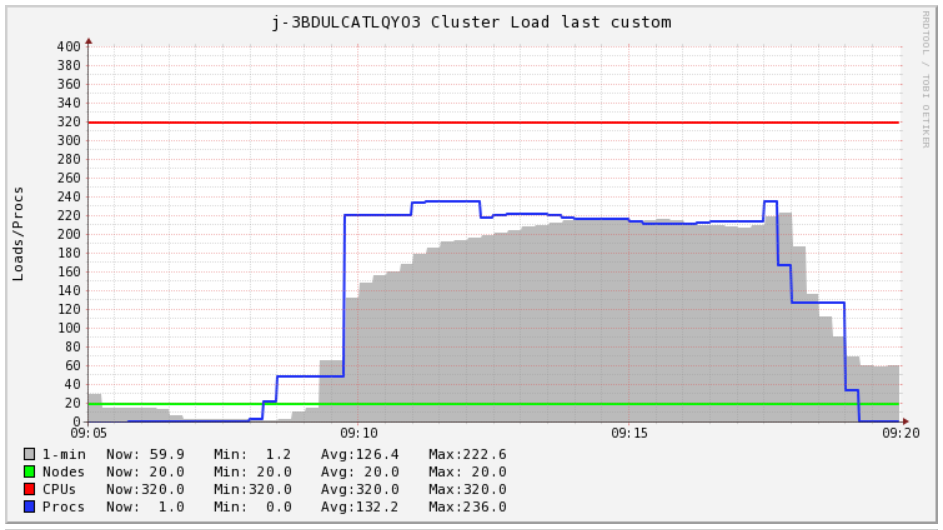 j-3BDULCATLQYO3 Cluster Load last custom
RRDTOOL / TOBI OETIKER
Loads/Procs
400
380
360
340
320
300
280
260
240
220
200
180
160
140
120
100
80
60
40
20
0
09:05 09:10 09:15 09:20
1-min Now: 59.9 Min: 1.2 Avg:126.4 Max:222.6
Nodes Now: 20.0 Min: 20.0 Avg: 20.0 Max: 20.0
CPUs Now:320.0 Min:320.0 Avg:320.0 Max:320.0
Procs Now: 1.0 Min: 0.0 Avg:132.2 Max:236.0